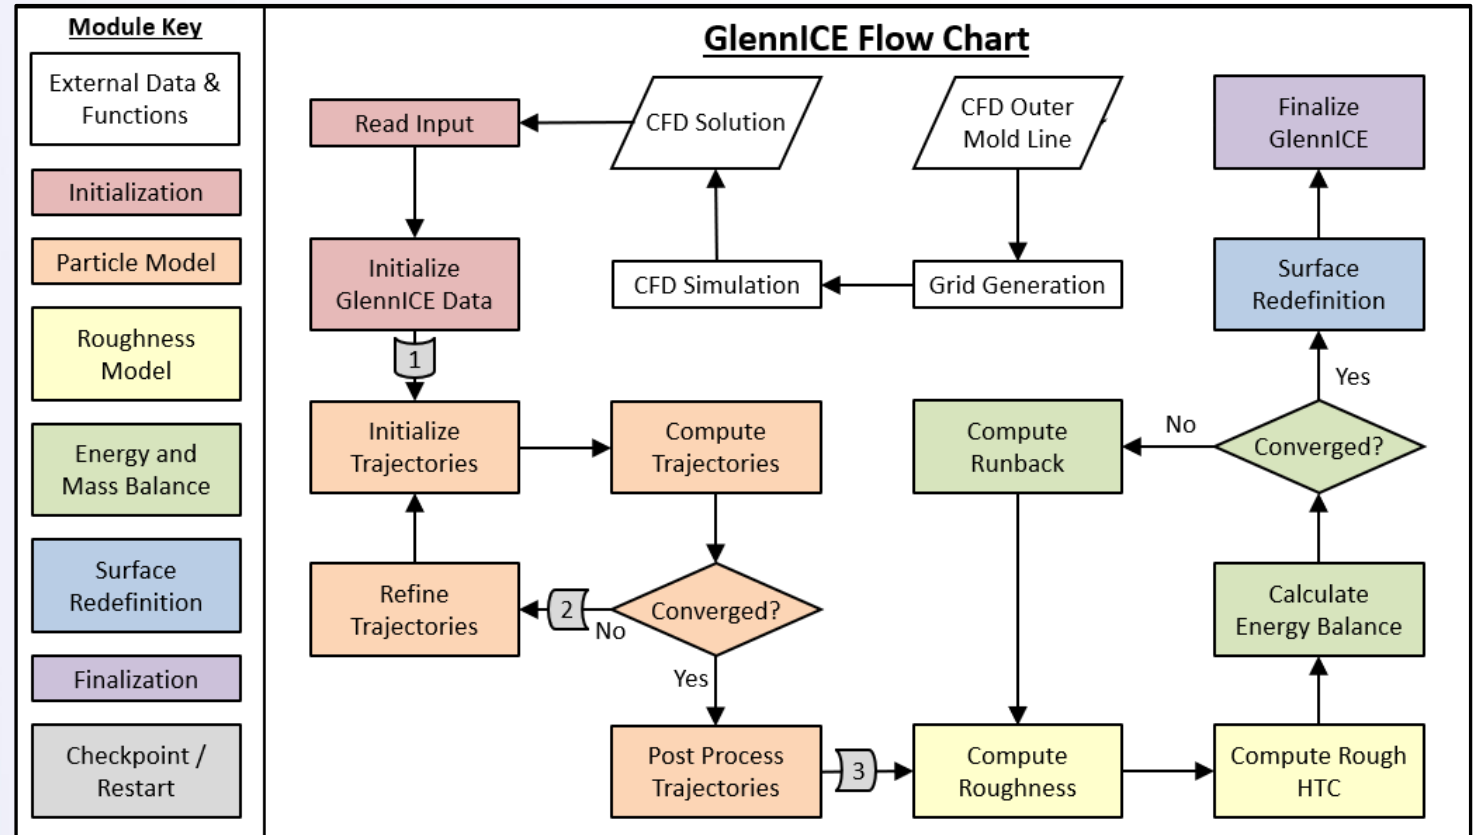 Module Key
External Data &
Functions
Initialization
Particle Model
Roughness
Model
Energy and
Mass Balance
Surface
Redefinition
Finalization
Checkpoint /
Restart
GlennICE Flow Chart
Read Input
CFD Solution
CFD Outer
Mold Line
Finalize
GlennICE
Initialize
GlennICE Data
CFD Simulation
Grid Generation
Surface
Redefinition
1
Yes
Initialize
Trajectories
Compute
Trajectories
Compute
Runback
No
Converged?
Refine
Trajectories
2
No
Converged?
Calculate
Energy Balance
Yes
Post Process
Trajectories
3
Compute
Roughness
Compute Rough
HTC